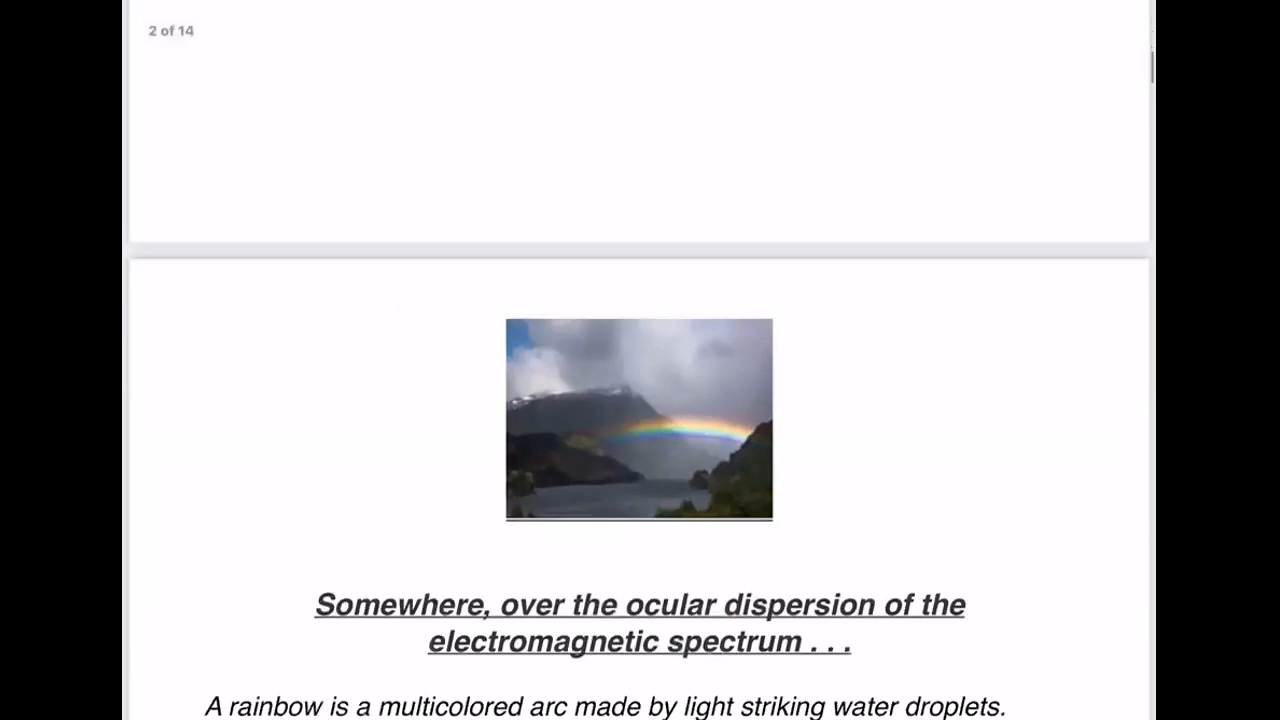 2 of 14
Somewhere, over the ocular dispersion of the
electromagnetic spectrum . . .
A rainbow is a multicolored arc made by light striking water droplets.